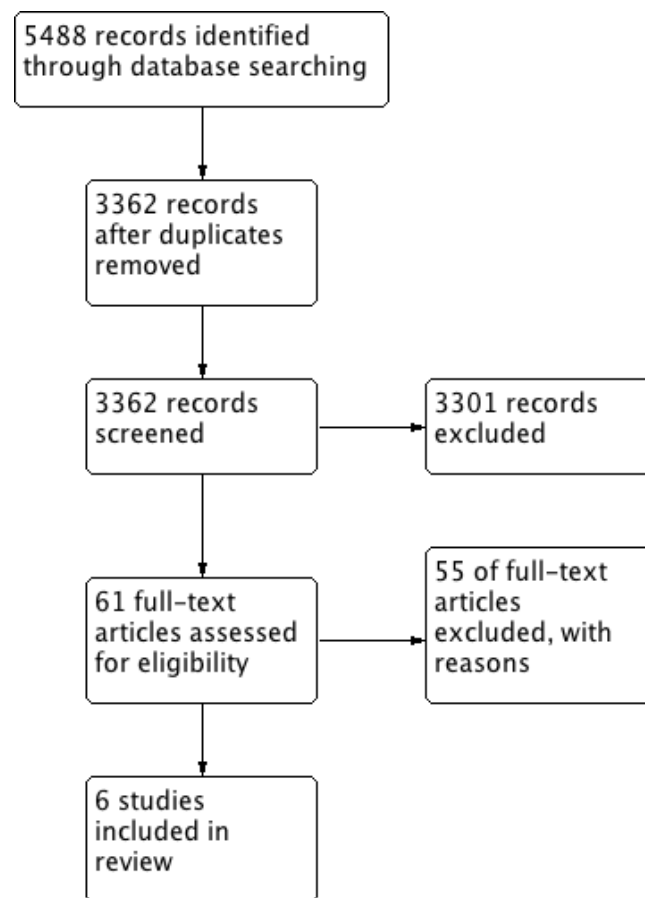 5488 records identified
through database searching
3362 records
after duplicates
removed
3362 records
screened
3301 records
excluded
61 full-text
articles assessed
for eligibility
55 of full-text
articles
excluded, with
reasons
6 studies
included in
review